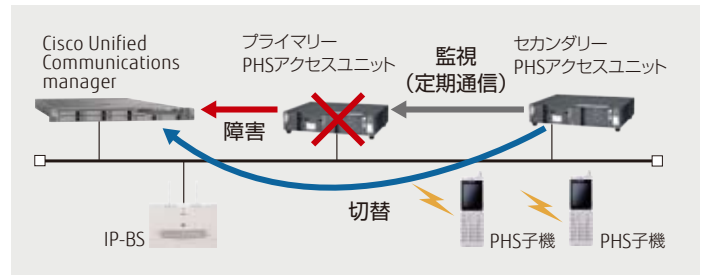 Cisco Unified
Communications
manager
プライマリー
PHSアクセスユニット
監視
（定期通信）
セカンダリー
PHSアクセスユニット
障害
切替
IP-BS
PHS子機
PHS子機